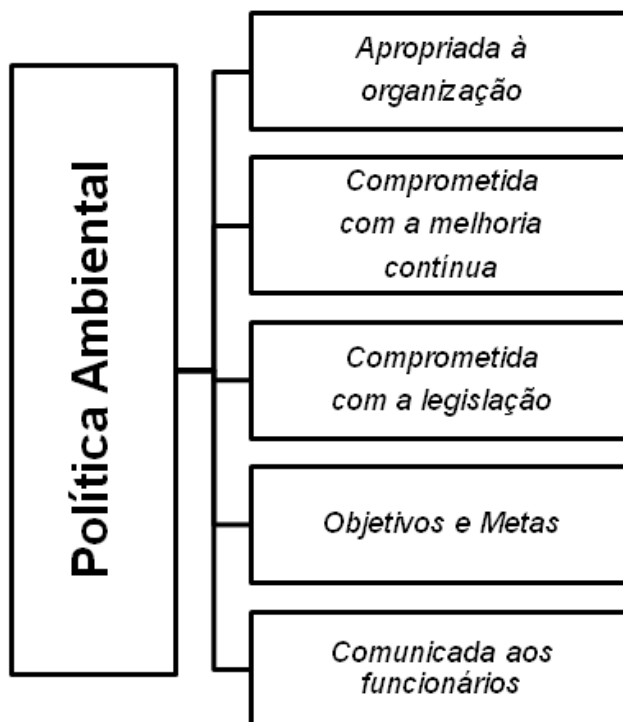 Política Ambiental
Apropriada à
organização
Comprometida
com a melhoria
contínua
Comprometida
com a legislação
Objetivos e Metas
Comunicada aos
funcionários